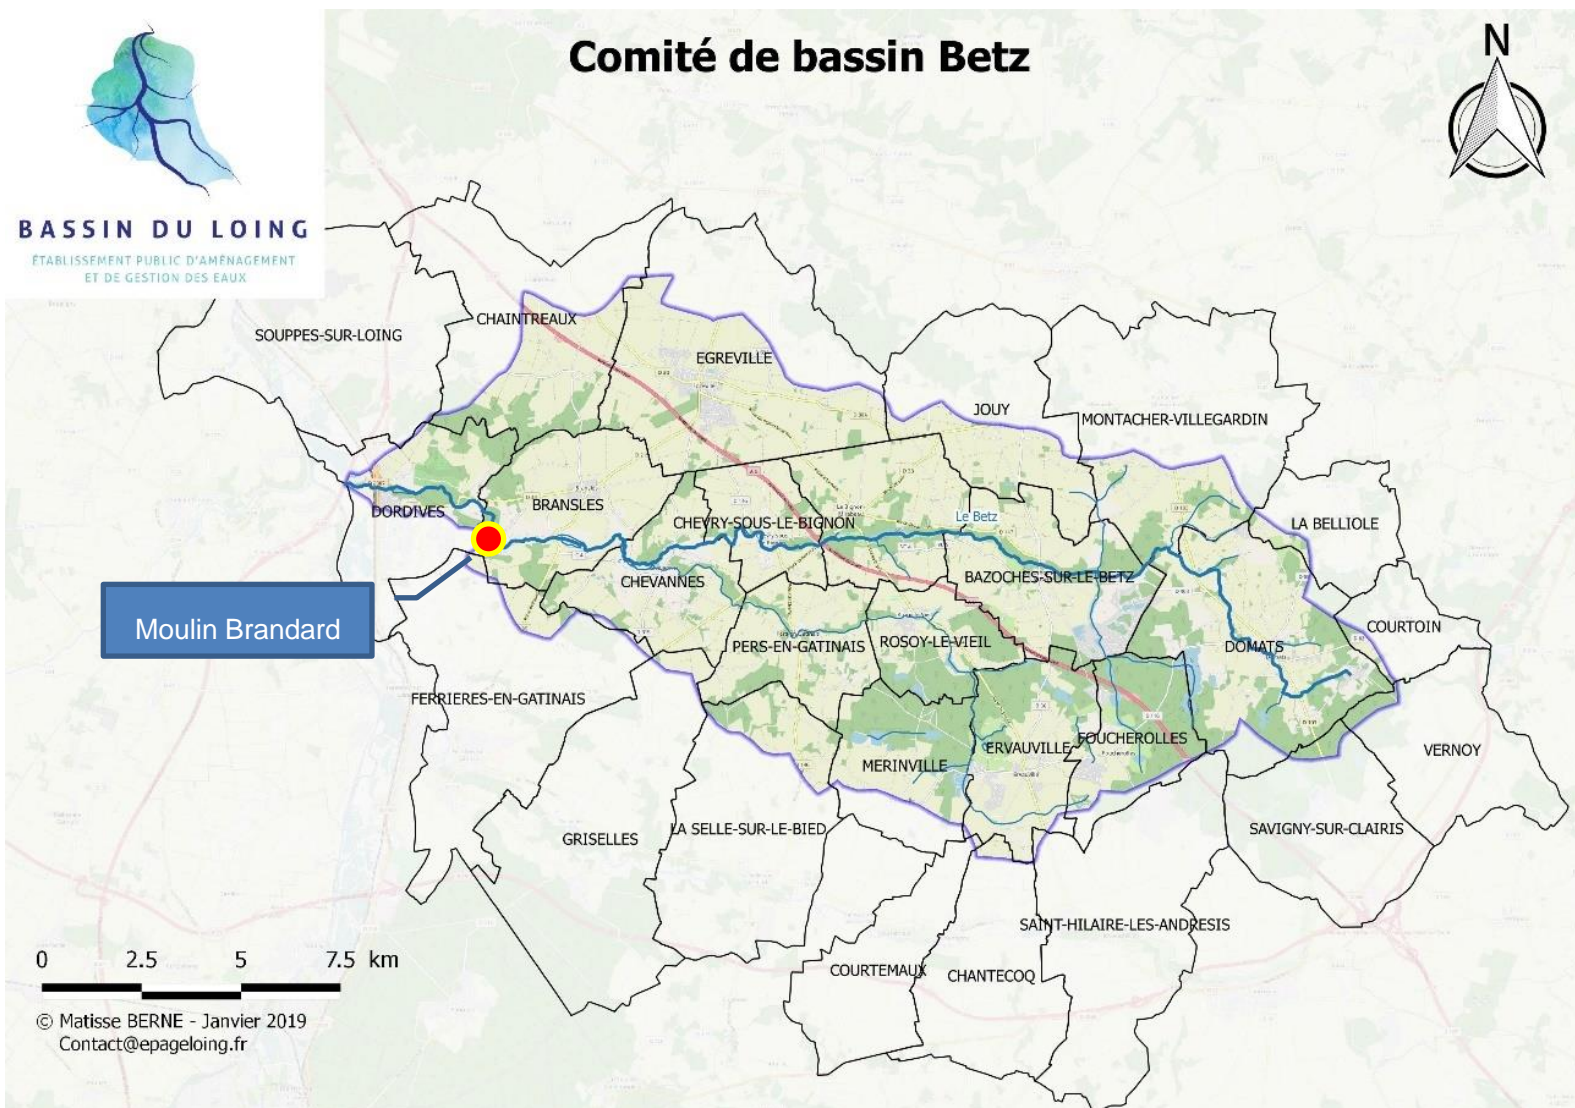 Comité de bassin Betz
N
BASSIN DU LOING
ÉTABLISSEMENT PUBLIC D'AMÉNAGEMENT
ET DE GESTION DES EAUX
SOUPPES-SUR-LOING
CHAINTREAUX
EGREVILLE
JOUY
MONTACHER-VILLEGARDIN
DORDIVES
BRANSLES
CHEVRY-SOUS-LE-BIGNON
Le Betz
LA BELLIOLE
CHEVANNES
BAZOCHES-SUR-LE-BETZ
Moulin Brandard
PERS-EN-GATINAIS
ROSOY-LE-VIEIL
DOMATS
COURTOIN
FERRIERES-EN-GATINAIS
MERINVILLE
ERVAUVILLE
FOUCHEROLLES
VERNOY
GRISELLES
LA SELLE-SUR-LE-BIED
SAVIGNY-SUR-CLAIRIS
SAINT-HILAIRE-LES-ANDRESIS
COURTEMAUX
CHANTECOQ
0 2.5 5 7.5 km
© Matisse BERNE - Janvier 2019
Contact@epageloing.fr